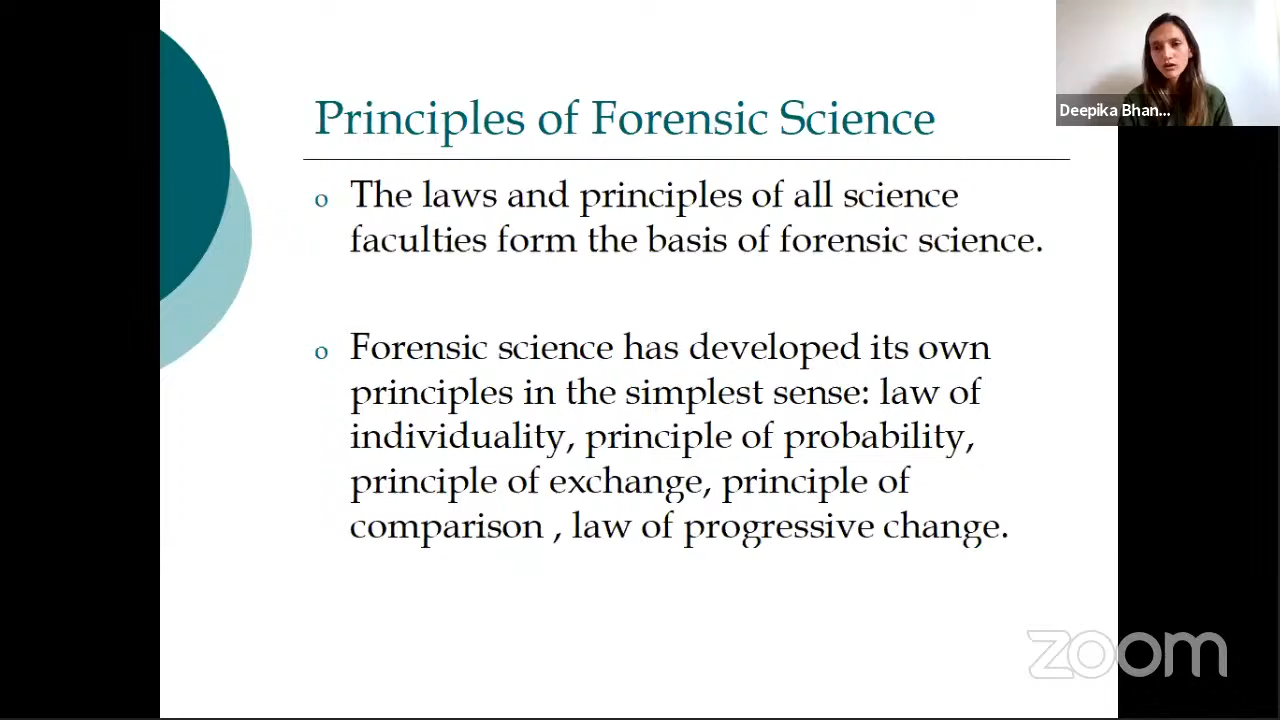 Principles of Forensic Science
Deepika Bhan...
o The laws and principles of all science
faculties form the basis of forensic science.
o Forensic science has developed its own
principles in the simplest sense: law of
individuality, principle of probability,
principle of exchange, principle of
comparison , law of progressive change.
zoom